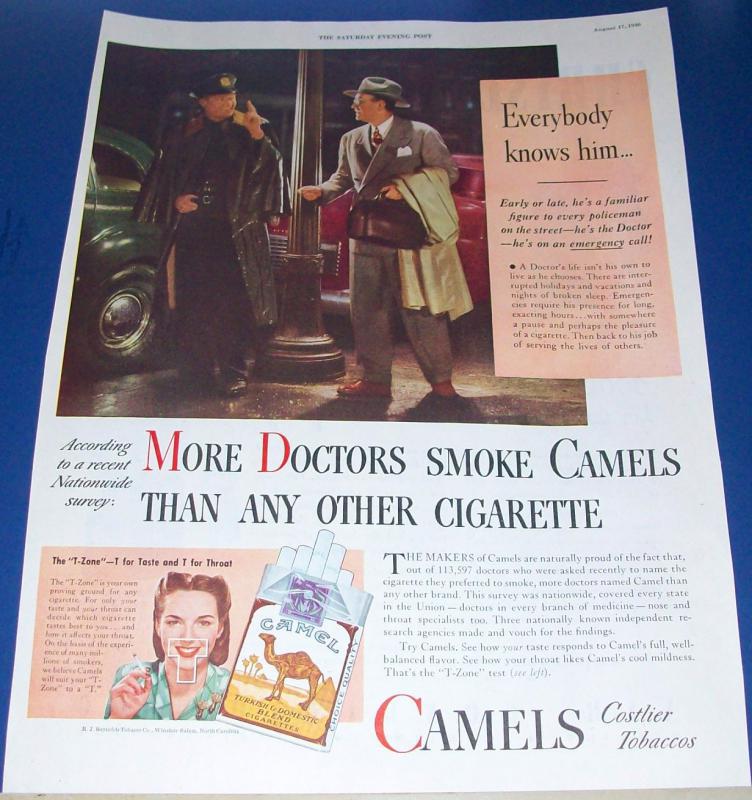 THE SATURDAY EVENING POST
August 17, 1946
Everybody
knows him...
Early or late, he's a familiar
figure to every policeman
on the street—he's the Doctor
—he's on an emergency call!
● A Doctor's life isn't his own to
live as he chooses. There are inter-
rupted holidays and vacations and
nights of broken sleep. Emergen-
cies require his presence for long,
exacting hours...with somewhere
a pause and perhaps the pleasure
of a cigarette. Then back to his job
of serving the lives of others.
According
to a recent
Nationwide
survey:
MORE DOCTORS SMOKE CAMELS
THAN ANY OTHER CIGARETTE
The "T-Zone"—T for Taste and T for Throat
The "T-Zone" is your own
proving ground for any
cigarette. For only your
taste and your throat can
decide which cigarette
tastes best to you...and
how it affects your throat.
On the basis of the experi-
ence of many mil-
lions of smokers,
we believe Camels
will suit your "T-
Zone" to a "T."
CAMEL
TURKISH & DOMESTIC
BLEND
CIGARETTES
CHOICE QUALITY
THE MAKERS of Camels are naturally proud of the fact that,
out of 113,597 doctors who were asked recently to name the
cigarette they preferred to smoke, more doctors named Camel than
any other brand. This survey was nationwide, covered every state
in the Union—doctors in every branch of medicine—nose and
throat specialists too. Three nationally known independent re-
search agencies made and vouch for the findings.
Try Camels. See how your taste responds to Camel's full, well-
balanced flavor. See how your throat likes Camel's cool mildness.
That's the "T-Zone" test (see left).
R. J. Reynolds Tobacco Co., Winston-Salem, North Carolina
CAMELS
Costlier
Tobaccos